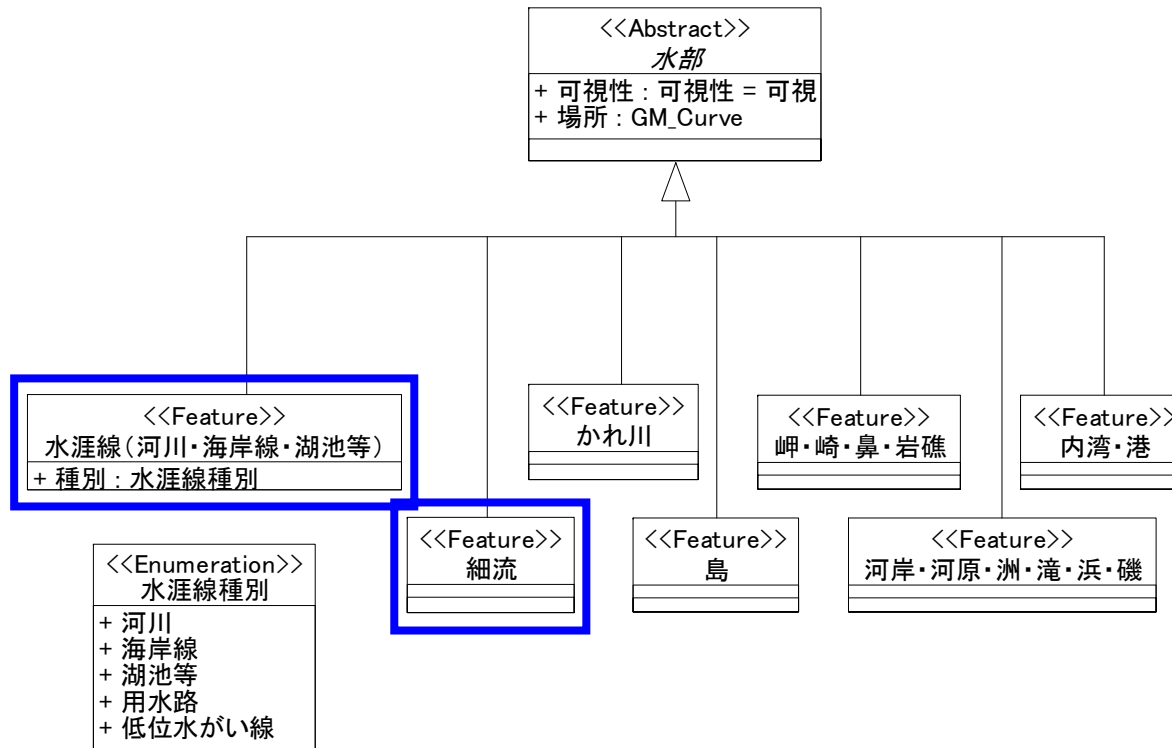 <<Abstract>>
水部
+ 可視性 : 可視性 = 可視
+ 場所 : GM_Curve
<<Feature>>
水涯線(河川・海岸線・湖池等)
+ 種別 : 水涯線種別
<<Feature>>
かれ川
<<Feature>>
岬・崎・鼻・岩礁
<<Feature>>
内湾・港
<<Enumeration>>
水涯線種別
+ 河川
+ 海岸線
+ 湖池等
+ 用水路
+ 低位水がい線
<<Feature>>
細流
<<Feature>>
島
<<Feature>>
河岸・河原・洲・滝・浜・磯